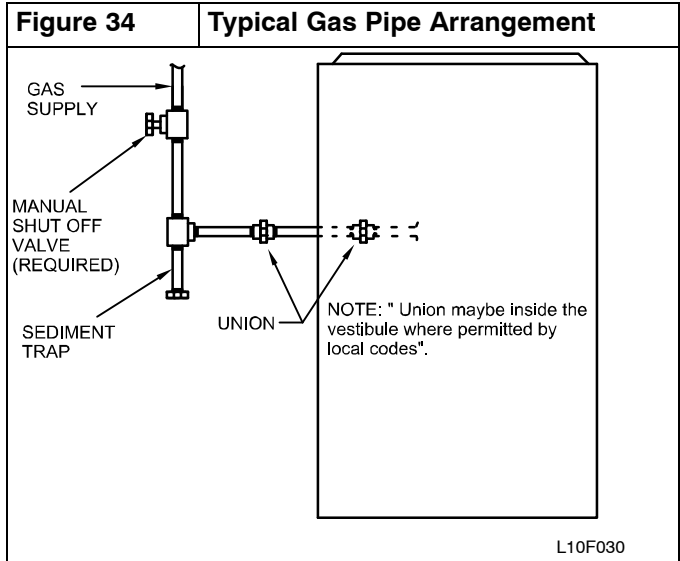 Figure 34
Typical Gas Pipe Arrangement
GAS
SUPPLY
MANUAL
SHUT OFF
VALVE
(REQUIRED)
SEDIMENT
TRAP
UNION
NOTE: " Union maybe inside the
vestibule where permitted by
local codes".
L10F030